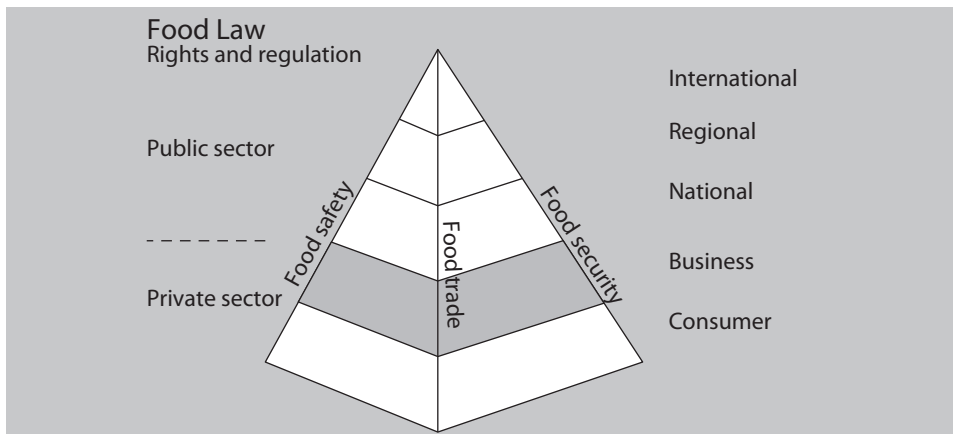 Food Law
Rights and regulation
International
Regional
Public sector
National
Food safety
Food trade
Food security
Business
Private sector
Consumer